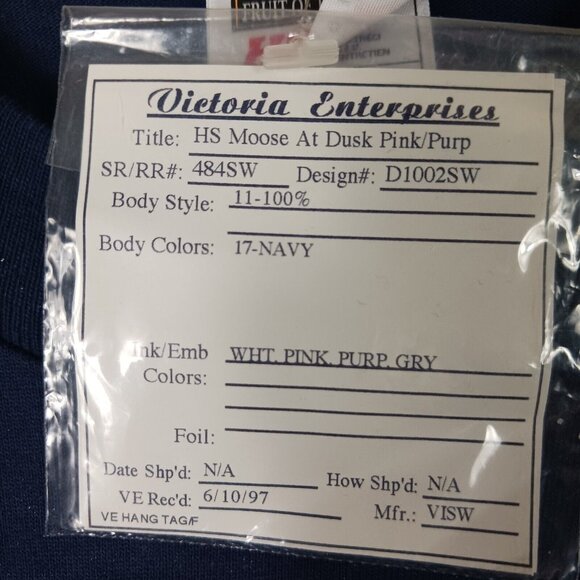 FRUIT OF
Victoria Enterprises
Title: HS Moose At Dusk Pink/Purp
SR/RR#: 484SW Design#: D1002SW
Body Style: 11-100%
Body Colors: 17-NAVY
Ink/Emb Colors: WHT. PINK. PURP. GRY
Foil:
Date Shp'd: N/A How Shp'd: N/A
VE Rec'd: 6/10/97 Mfr.: VISW
VE HANG TAG/F